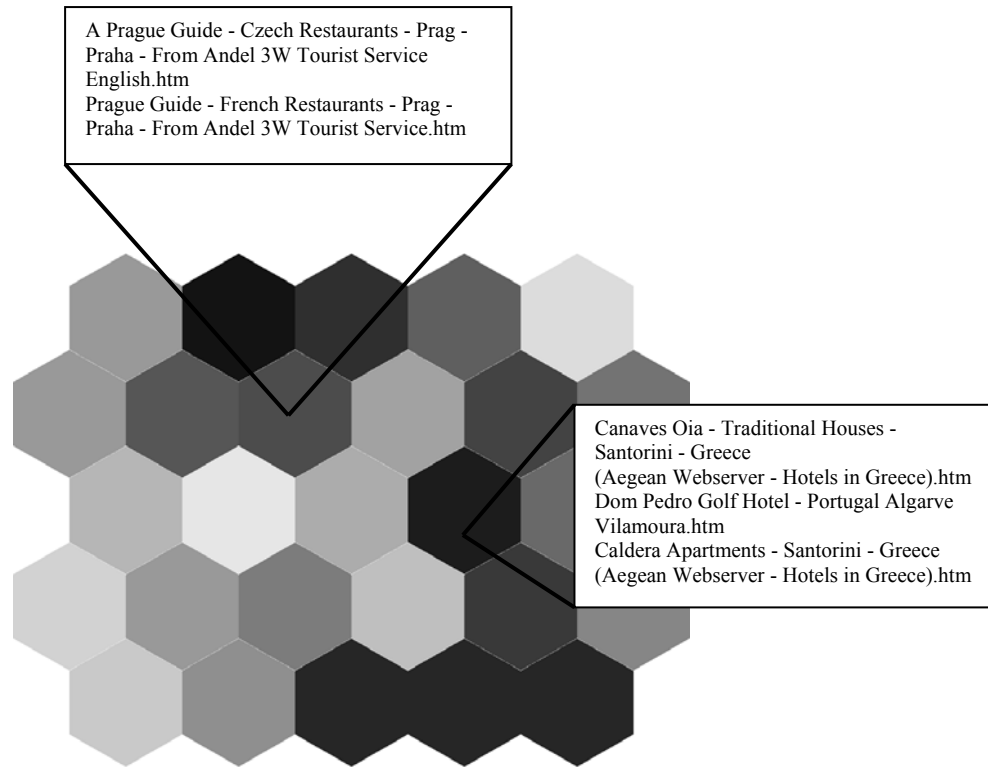 A Prague Guide - Czech Restaurants - Prag -
Praha - From Andel 3W Tourist Service
English.htm
Prague Guide - French Restaurants - Prag -
Praha - From Andel 3W Tourist Service.htm
Canaves Oia - Traditional Houses -
Santorini - Greece
(Aegean Webserver - Hotels in Greece).htm
Dom Pedro Golf Hotel - Portugal Algarve
Vilamoura.htm
Caldera Apartments - Santorini - Greece
(Aegean Webserver - Hotels in Greece).htm